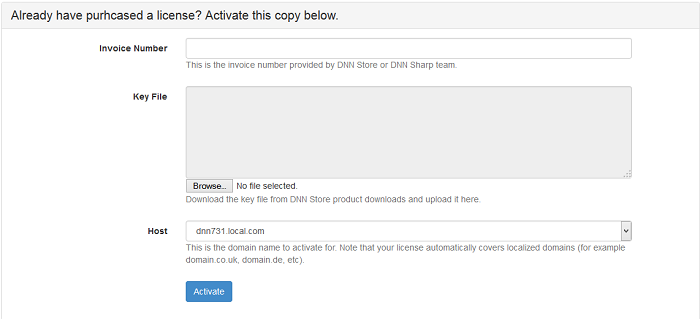 Already have purhcased a license? Activate this copy below.
Invoice Number
This is the invoice number provided by DNN Store or DNN Sharp team.
Key File
Browse.. No file selected.
Download the key file from DNN Store product downloads and upload it here.
Host
dnn731.local.com
This is the domain name to activate for. Note that your license automatically covers localized domains (for example
domain.co.uk, domain.de, etc).
Activate